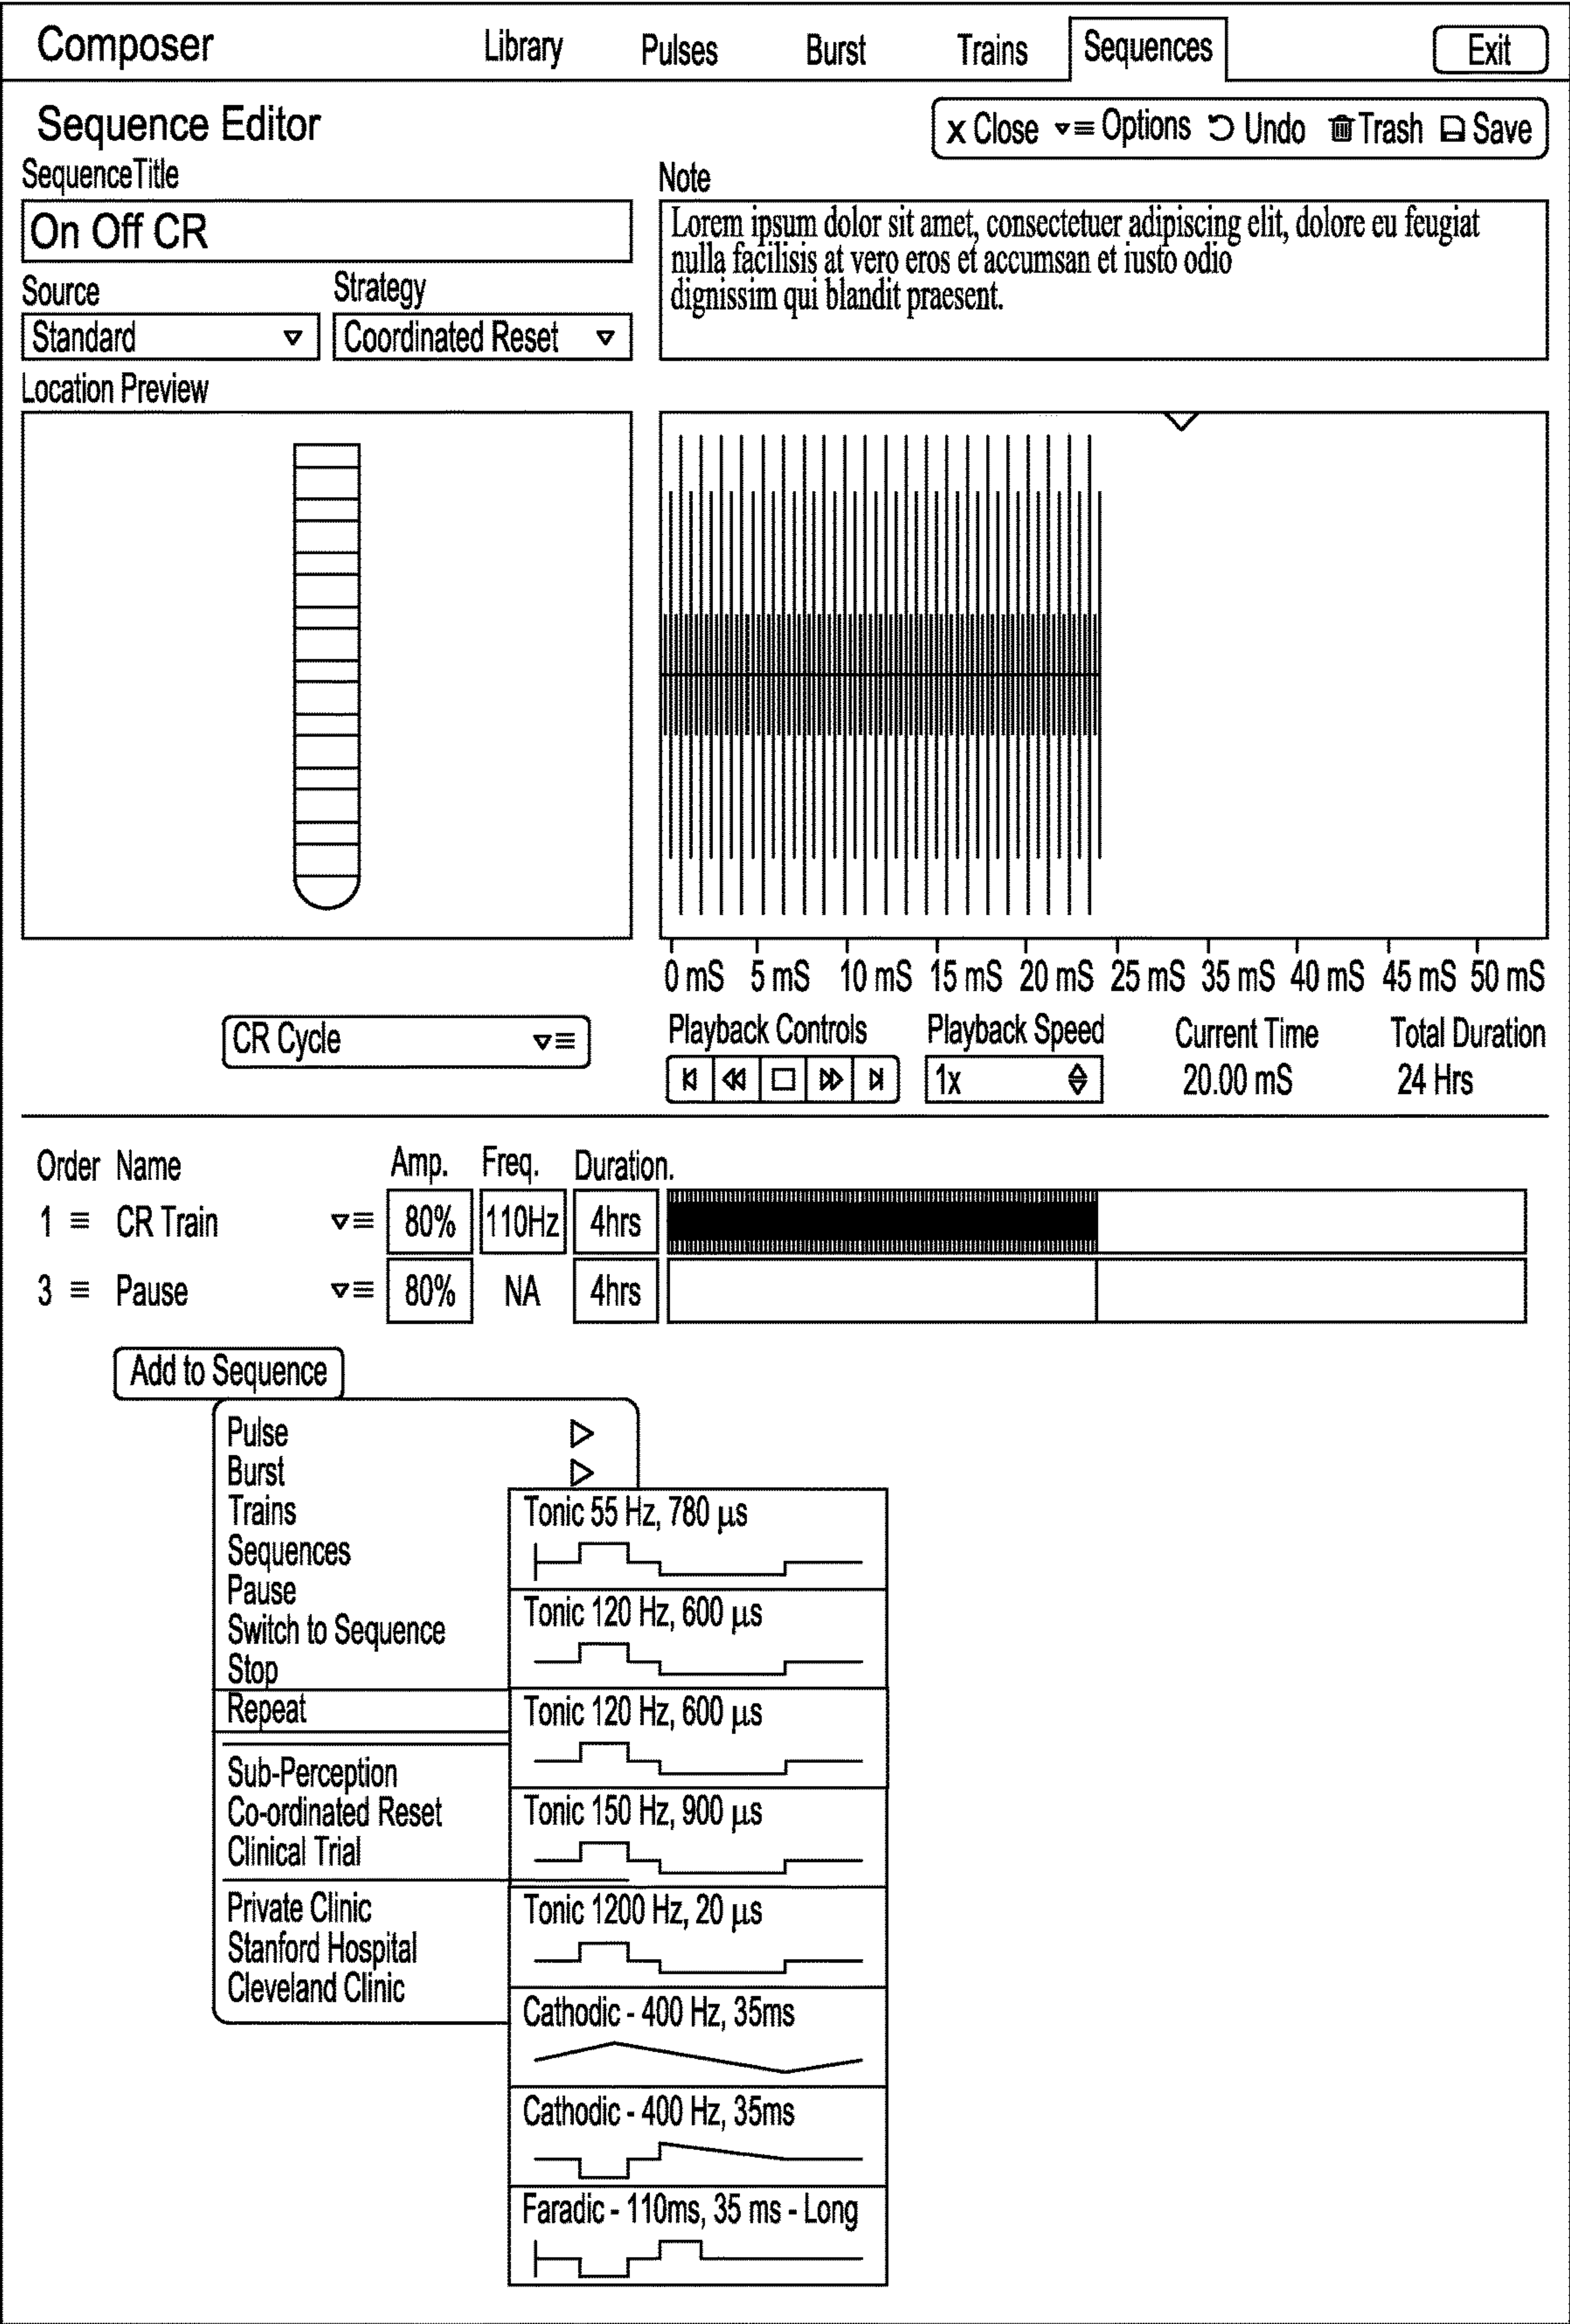 Composer Library Pulses Burst Trains Sequences Exit
Sequence Editor
x Close Options Undo Trash Save
SequenceTitle
On Off CR
Source Strategy
Standard Coordinated Reset
Note
Lorem ipsum dolor sit amet, consectetuer adipiscing elit, dolore eu feugiat
nulla facilisis at vero eros et accumsan et iusto odio
dignissim qui blandit praesent.
Location Preview
0 mS 5 mS 10 mS 15 mS 20 mS 25 mS 35 mS 40 mS 45 mS 50 mS
CR Cycle
Playback Controls Playback Speed Current Time Total Duration
1x 20.00 mS 24 Hrs
Order Name Amp. Freq. Duration.
1 CR Train 80% 110Hz 4hrs
3 Pause 80% NA 4hrs
Add to Sequence
Pulse
Burst
Trains
Sequences
Pause
Switch to Sequence
Stop
Repeat
Sub-Perception
Co-ordinated Reset
Clinical Trial
Private Clinic
Stanford Hospital
Cleveland Clinic
Tonic 55 Hz, 780 µs
Tonic 120 Hz, 600 µs
Tonic 120 Hz, 600 µs
Tonic 150 Hz, 900 µs
Tonic 1200 Hz, 20 µs
Cathodic - 400 Hz, 35ms
Cathodic - 400 Hz, 35ms
Faradic - 110ms, 35 ms - Long